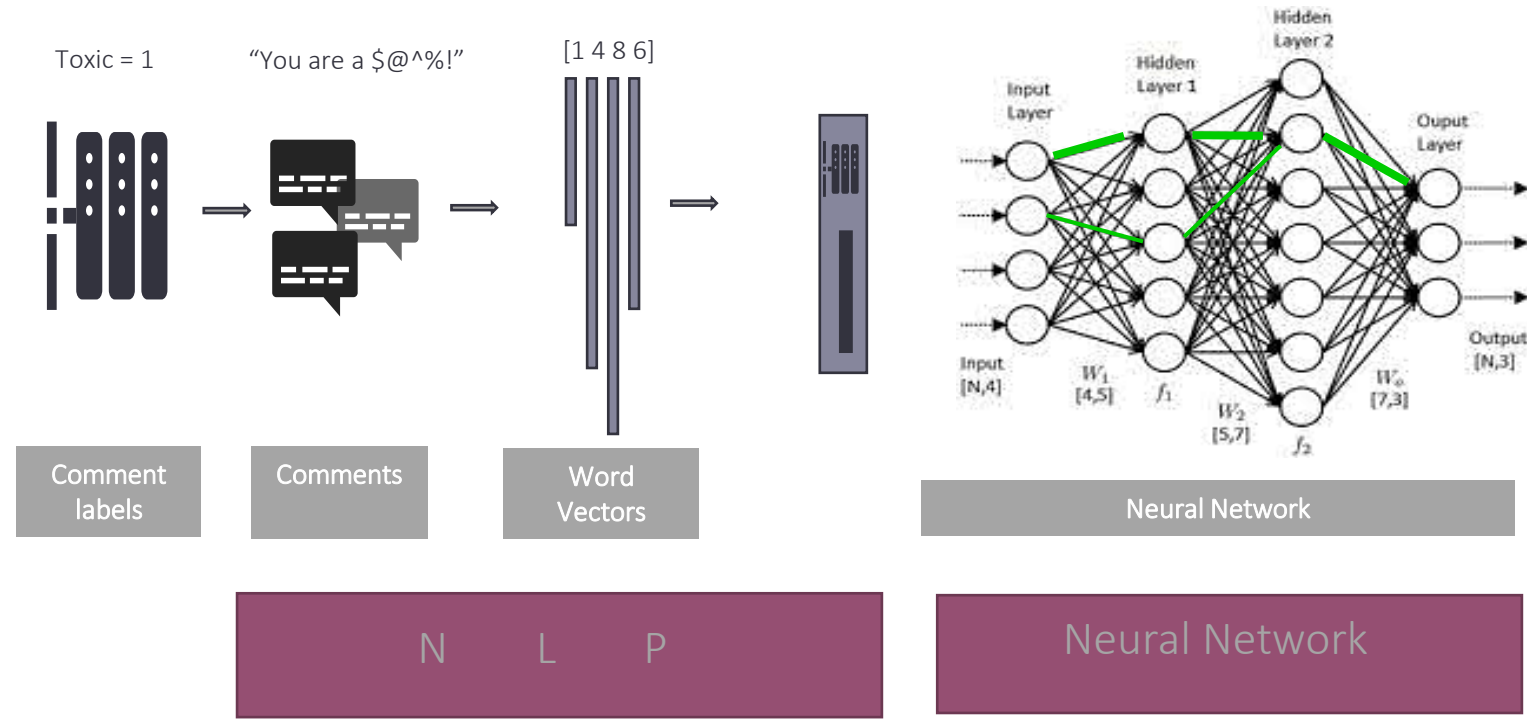 Toxic = 1
“You are a $@^%!”
[1 4 8 6]
Hidden
Layer 2
Hidden
Layer 1
Input
Layer
Ouput
Layer
Input
[N,4]
W₁
[4,5]
f₁
W₂
[5,7]
f₂
Wₒ
[7,3]
Output
[N,3]
Comment
labels
Comments
Word
Vectors
Neural Network
N L P
Neural Network